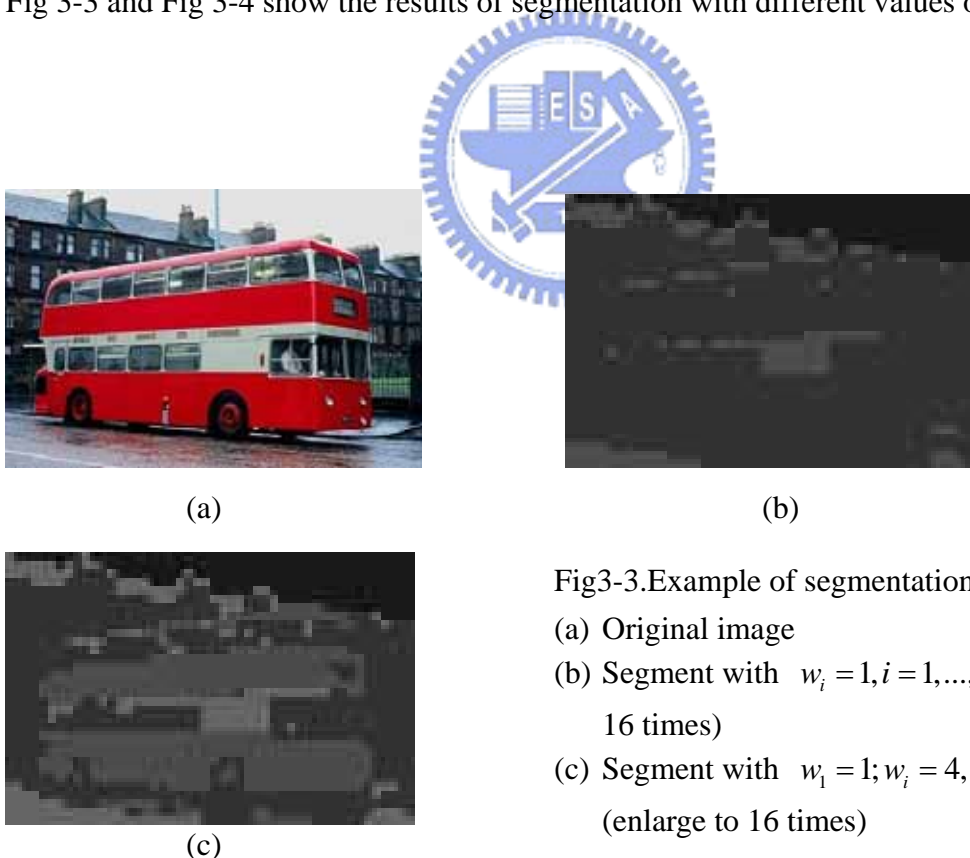 Fig 3-3 and Fig 3-4 show the results of segmentation with different values
E S A
(a)
(b)
Fig3-3.Example of segmentation
(a) Original image
(b) Segment with w_i = 1, i = 1,...,
16 times)
(c) Segment with w_1 = 1; w_i = 4,
(enlarge to 16 times)
(c)